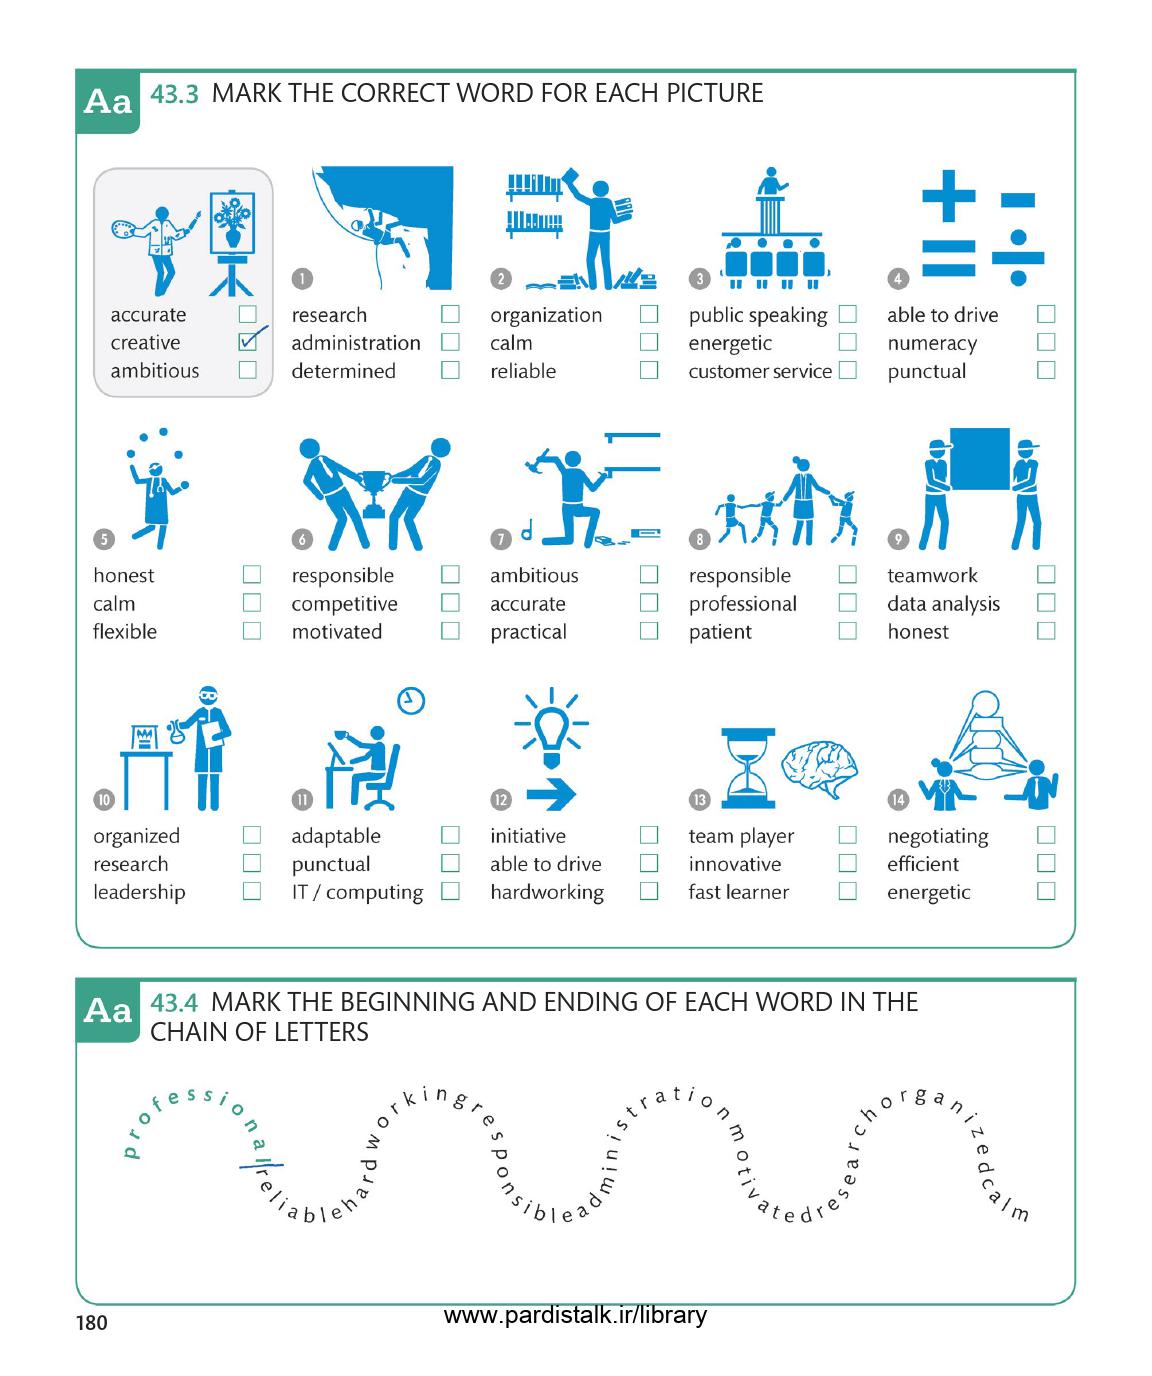 Aa 43.3 MARK THE CORRECT WORD FOR EACH PICTURE
accurate
creative
ambitious
1
research
administration
determined
2
organization
calm
reliable
3
public speaking
energetic
customer service
4
able to drive
numeracy
punctual
5
honest
calm
flexible
6
responsible
competitive
motivated
7
ambitious
accurate
practical
8
responsible
professional
patient
9
teamwork
data analysis
honest
10
organized
research
leadership
11
adaptable
punctual
IT / computing
12
initiative
able to drive
hardworking
13
team player
innovative
fast learner
14
negotiating
efficient
energetic
Aa 43.4 MARK THE BEGINNING AND ENDING OF EACH WORD IN THE
CHAIN OF LETTERS
professionalreliablehardworkingresponsibleadministrationmotivatedresearchorganizedcalm
180
www.pardistalk.ir/library